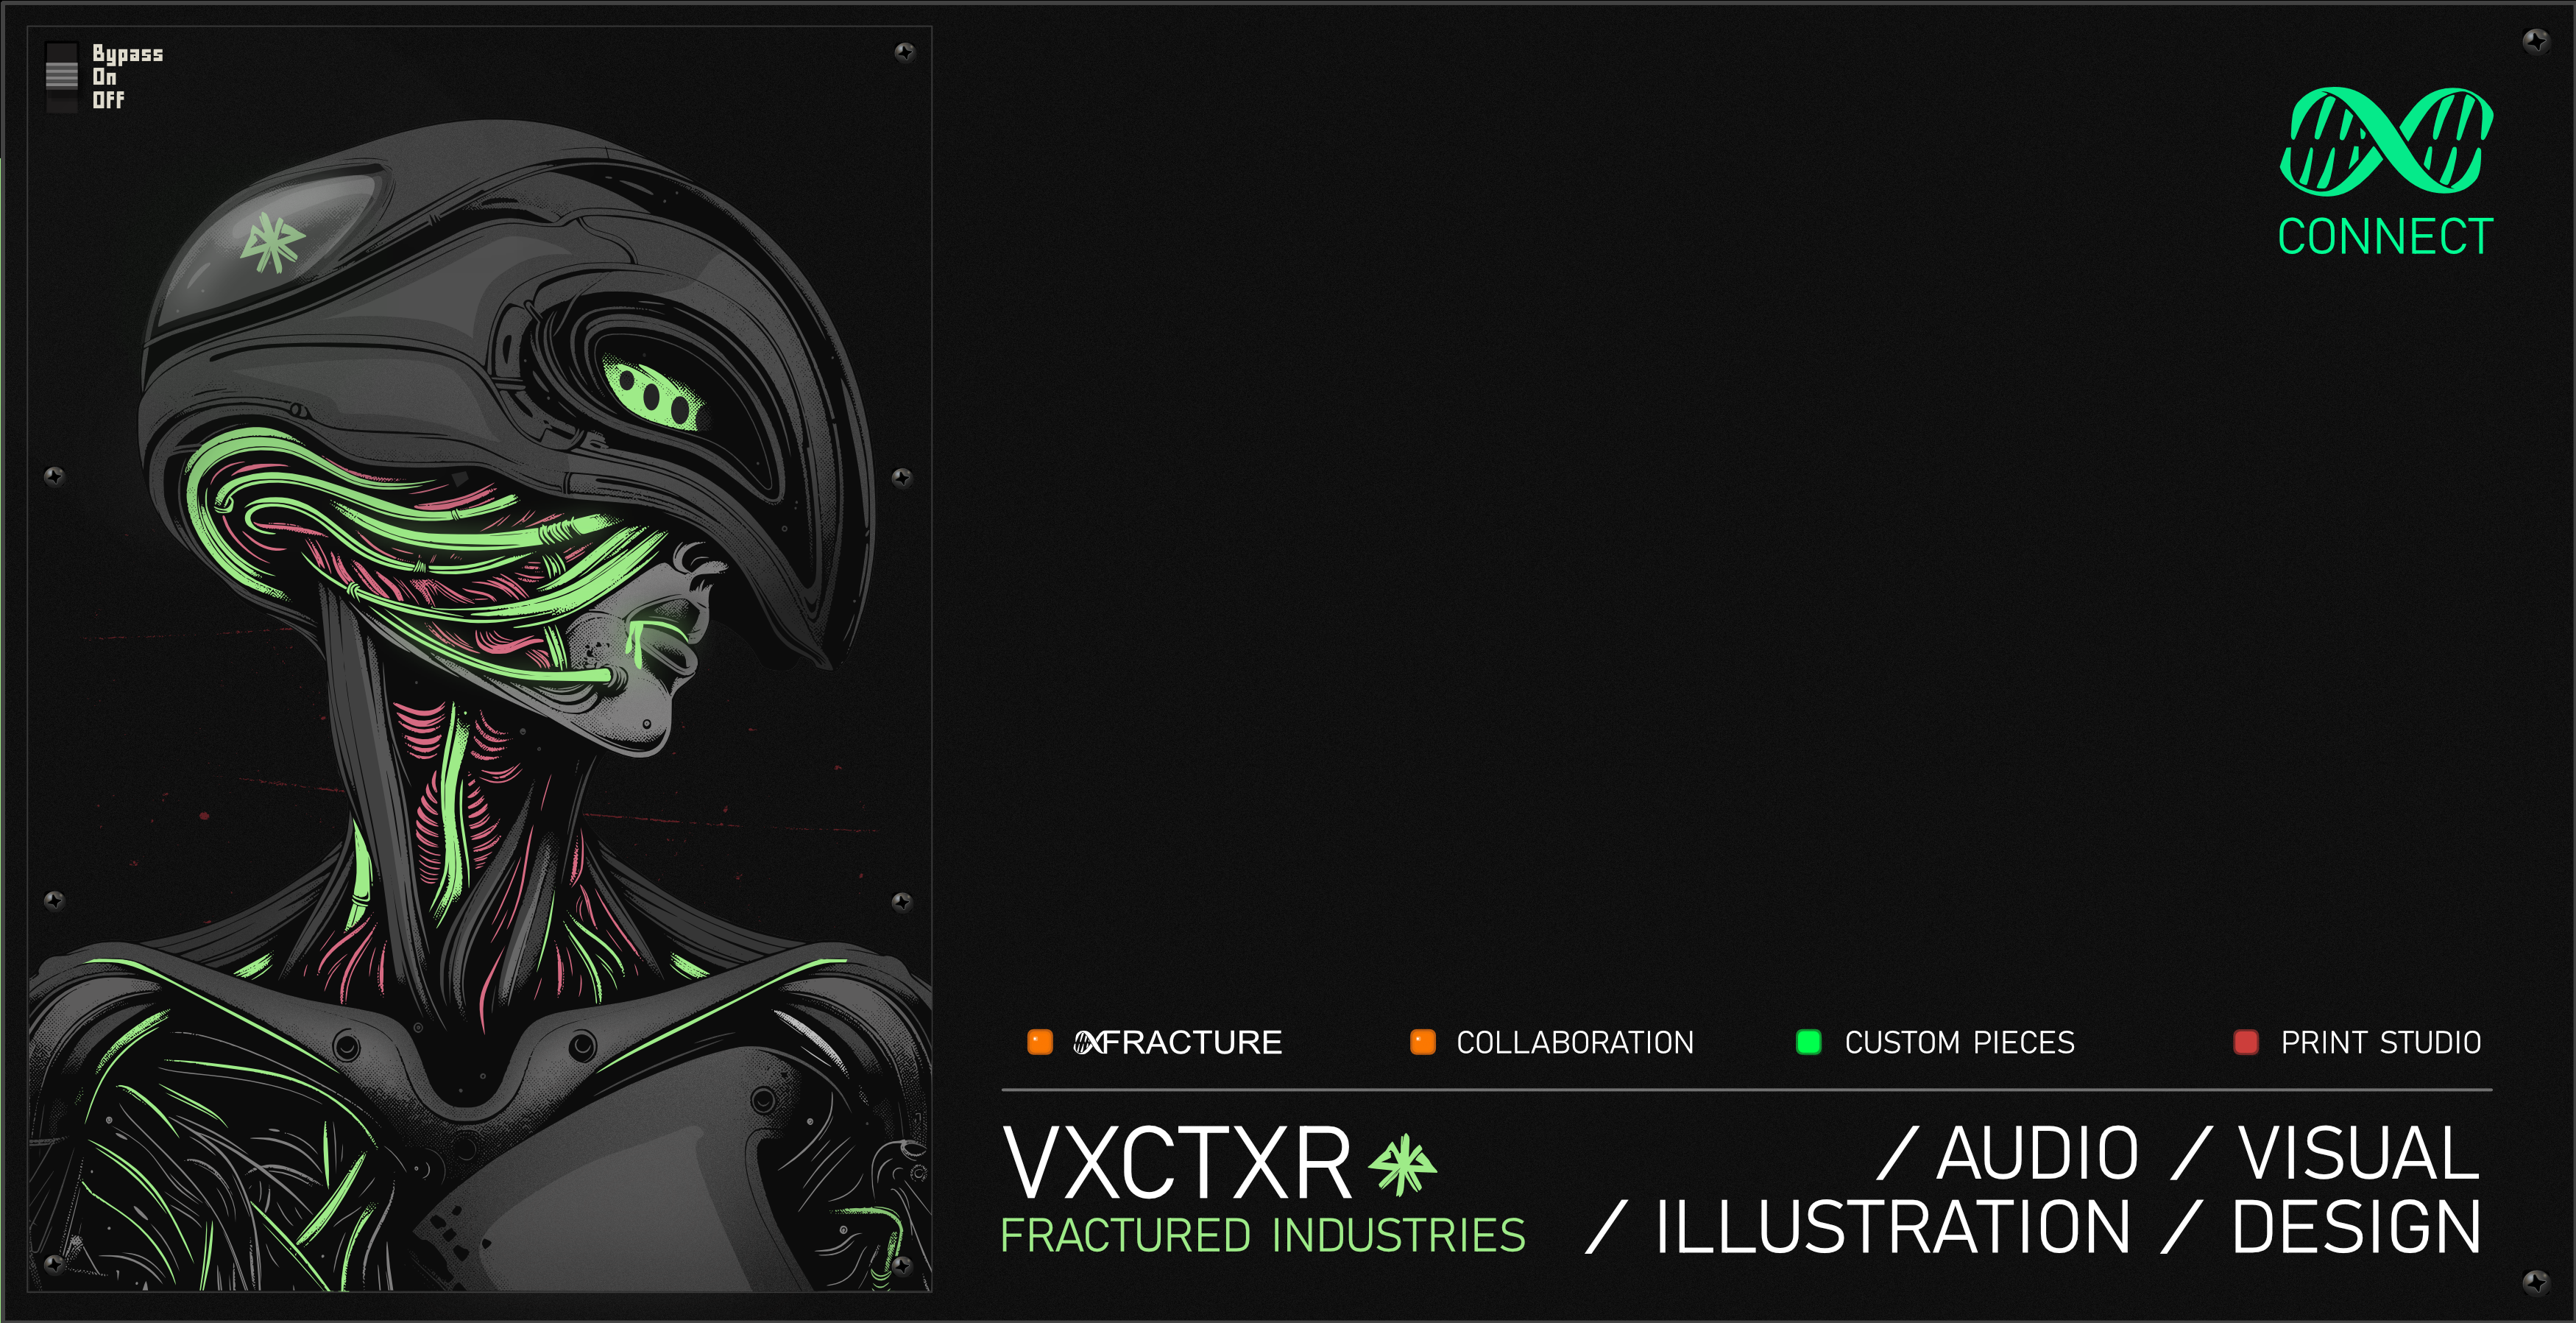 Bypass
On
Off
CONNECT
FRACTURE
COLLABORATION
CUSTOM PIECES
PRINT STUDIO
VXCTXR
FRACTURED INDUSTRIES
/ AUDIO / VISUAL
/ ILLUSTRATION / DESIGN